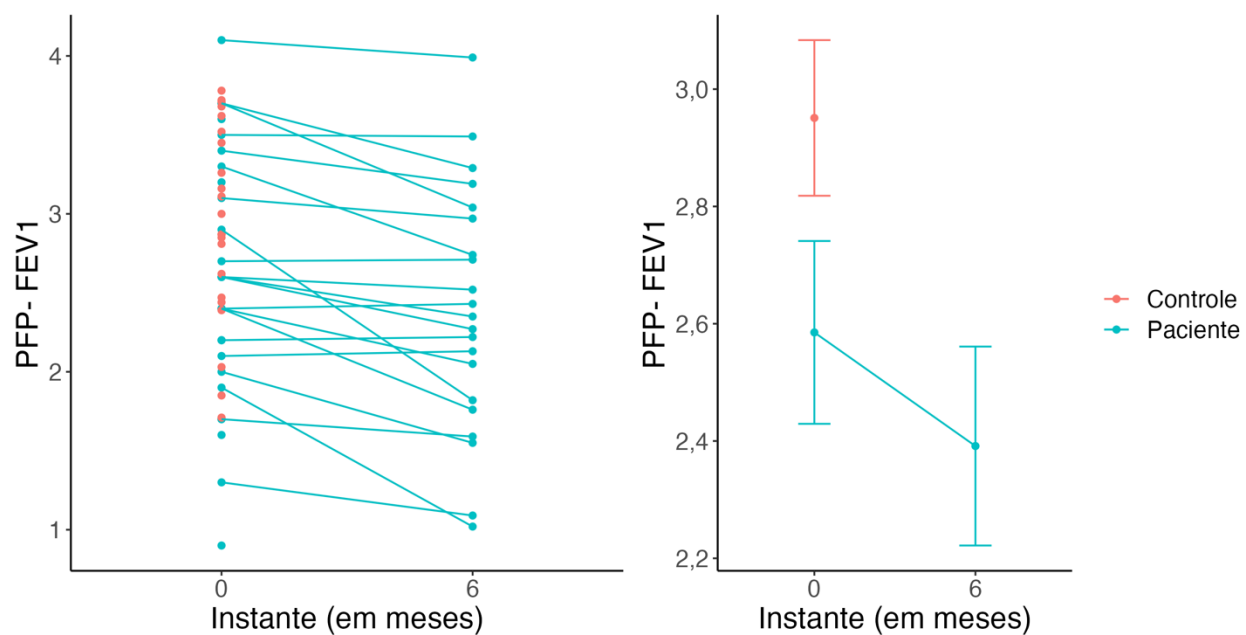 PFP- FEV1
4
3
2
1
0
6
Instante (em meses)
PFP- FEV1
3,0
2,8
2,6
2,4
2,2
0
6
Instante (em meses)
Controle
Paciente